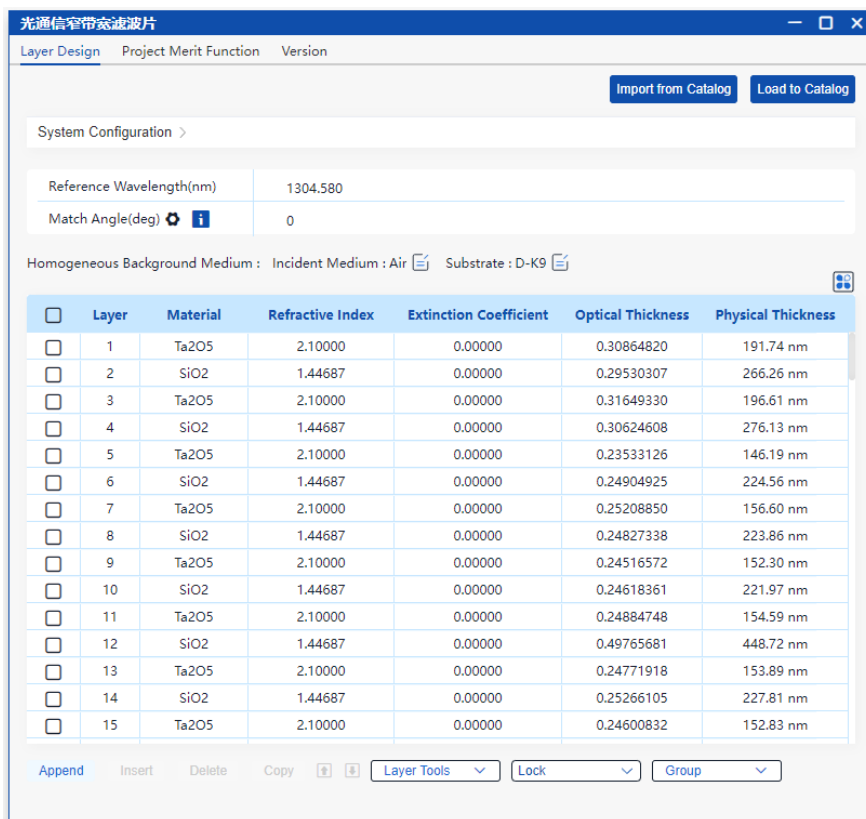 光通信窄带宽滤波片
Layer Design Project Merit Function Version
Import from Catalog Load to Catalog
System Configuration >
Reference Wavelength(nm) 1304.580
Match Angle(deg) i 0
Homogeneous Background Medium : Incident Medium : Air Substrate : D-K9
Layer Material Refractive Index Extinction Coefficient Optical Thickness Physical Thickness
1 Ta2O5 2.10000 0.00000 0.30864820 191.74 nm
2 SiO2 1.44687 0.00000 0.29530307 266.26 nm
3 Ta2O5 2.10000 0.00000 0.31649330 196.61 nm
4 SiO2 1.44687 0.00000 0.30624608 276.13 nm
5 Ta2O5 2.10000 0.00000 0.23533126 146.19 nm
6 SiO2 1.44687 0.00000 0.24904925 224.56 nm
7 Ta2O5 2.10000 0.00000 0.25208850 156.60 nm
8 SiO2 1.44687 0.00000 0.24827338 223.86 nm
9 Ta2O5 2.10000 0.00000 0.24516572 152.30 nm
10 SiO2 1.44687 0.00000 0.24618361 221.97 nm
11 Ta2O5 2.10000 0.00000 0.24884748 154.59 nm
12 SiO2 1.44687 0.00000 0.49765681 448.72 nm
13 Ta2O5 2.10000 0.00000 0.24771918 153.89 nm
14 SiO2 1.44687 0.00000 0.25266105 227.81 nm
15 Ta2O5 2.10000 0.00000 0.24600832 152.83 nm
Append Insert Delete Copy Layer Tools Lock Group